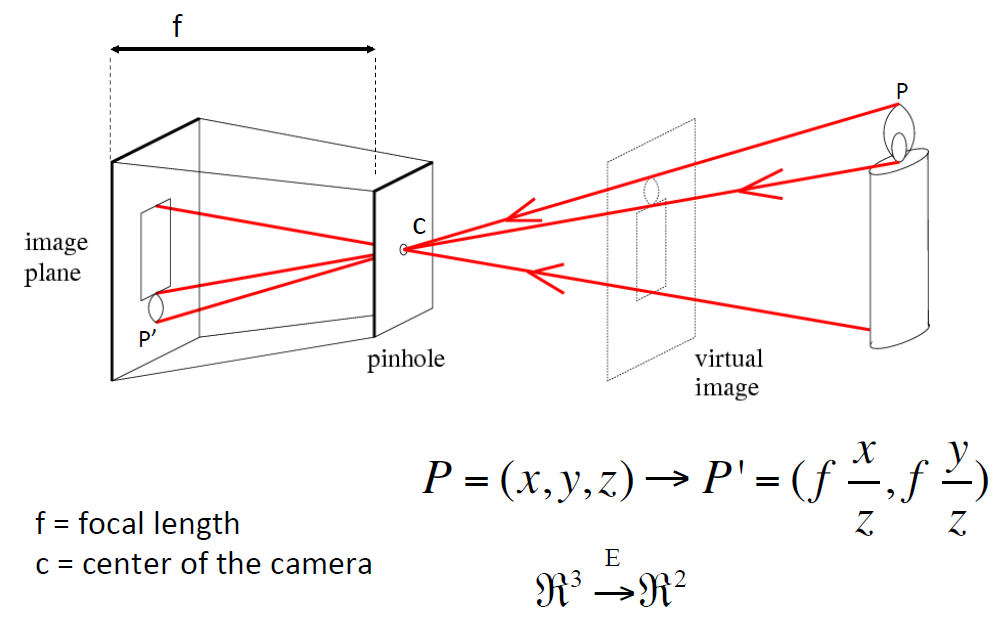 f
P
C
image
plane
P’
pinhole
virtual
image
P = (x, y, z) → P' = (f x/z, f y/z)
f = focal length
c = center of the camera
E
ℜ³ → ℜ²